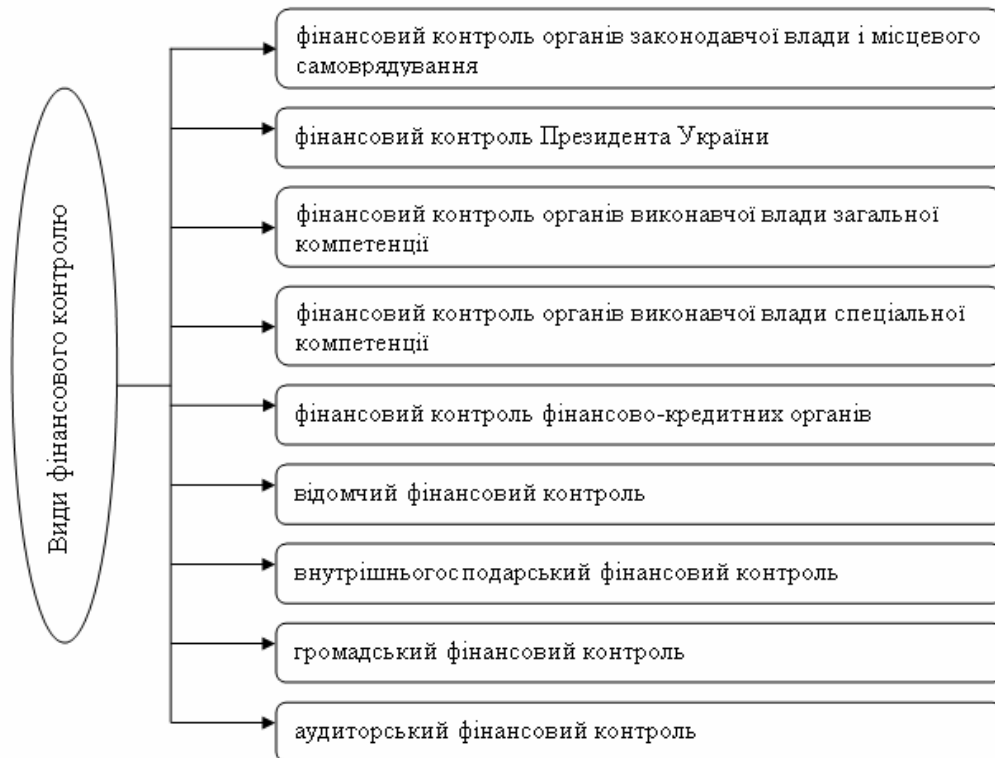 Види фінансового контролю
фінансовий контроль органів законодавчої влади і місцевого
самоврядування
фінансовий контроль Президента України
фінансовий контроль органів виконавчої влади загальної
компетенції
фінансовий контроль органів виконавчої влади спеціальної
компетенції
фінансовий контроль фінансово-кредитних органів
відомчий фінансовий контроль
внутрішньогосподарський фінансовий контроль
громадський фінансовий контроль
аудиторський фінансовий контроль